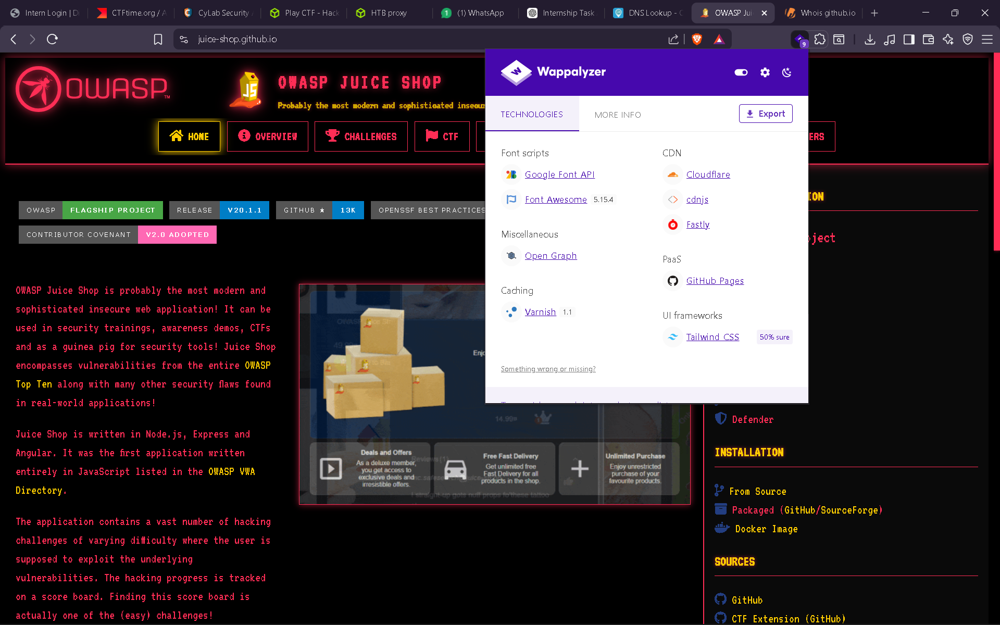 Intern Login | Di
CTFtime.org / A
CyLab Security A
Play CTF - Hack
HTB proxy
(1) WhatsApp
Internship Task
DNS Lookup - C
OWASP Jui
Whois github.io
juice-shop.github.io
9
OWASP™
JS
OWASP JUICE SHOP
Probably the most modern and sophisticated insecur
HOME
OVERVIEW
CHALLENGES
CTF
ERS
Wappalyzer
TECHNOLOGIES
MORE INFO
Export
Font scripts
Google Font API
Font Awesome 5.15.4
Miscellaneous
Open Graph
Caching
Varnish 1.1
CDN
Cloudflare
cdnjs
Fastly
PaaS
GitHub Pages
UI frameworks
Tailwind CSS 50% sure
Something wrong or missing?
OWASP FLAGSHIP PROJECT
RELEASE V20.1.1
GITHUB ★ 13K
OPENSSF BEST PRACTICES
CONTRIBUTOR COVENANT V2.0 ADOPTED
OWASP Juice Shop is probably the most modern and
sophisticated insecure web application! It can be
used in security trainings, awareness demos, CTFs
and as a guinea pig for security tools! Juice Shop
encompasses vulnerabilities from the entire OWASP
Top Ten along with many other security flaws found
in real-world applications!
Juice Shop is written in Node.js, Express and
Angular. It was the first application written
entirely in JavaScript listed in the OWASP VWA
Directory.
The application contains a vast number of hacking
challenges of varying difficulty where the user is
supposed to exploit the underlying
vulnerabilities. The hacking progress is tracked
on a score board. Finding this score board is
actually one of the (easy) challenges!
Enjo
14.99¤
Deals and Offers
As a deluxe member,
you get access to
exclusive deals and
irresistible offers.
Free Fast Delivery
Get unlimited free
Fast Delivery for all
products in the shop.
Unlimited Purchase
Enjoy unrestricted
purchase of your
favourite products.
Reviews (1)
ION
oject
Defender
INSTALLATION
From Source
Packaged (GitHub/SourceForge)
Docker Image
SOURCES
GitHub
CTF Extension (GitHub)